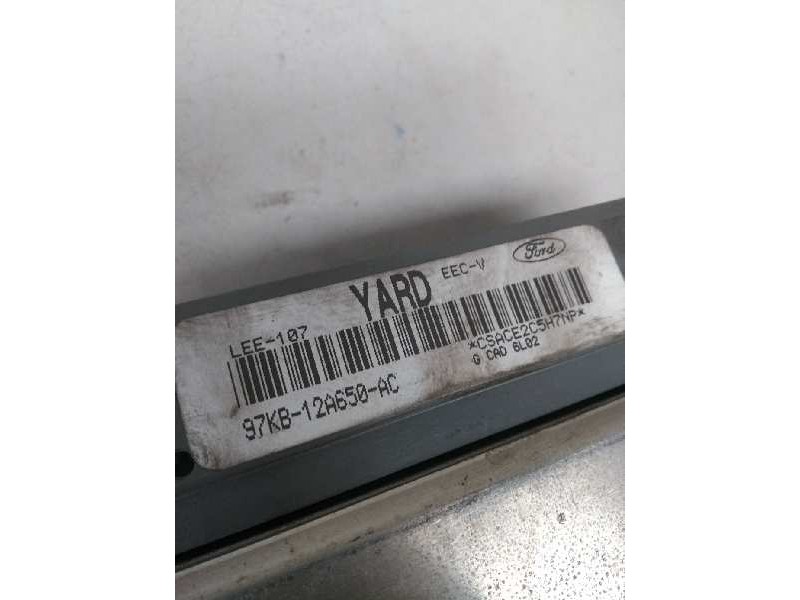 YARD
EEC-V
Ford
LEE-107
*CSACE2C5H7NP*
G CAD 6L02
97KB-12A650-AC